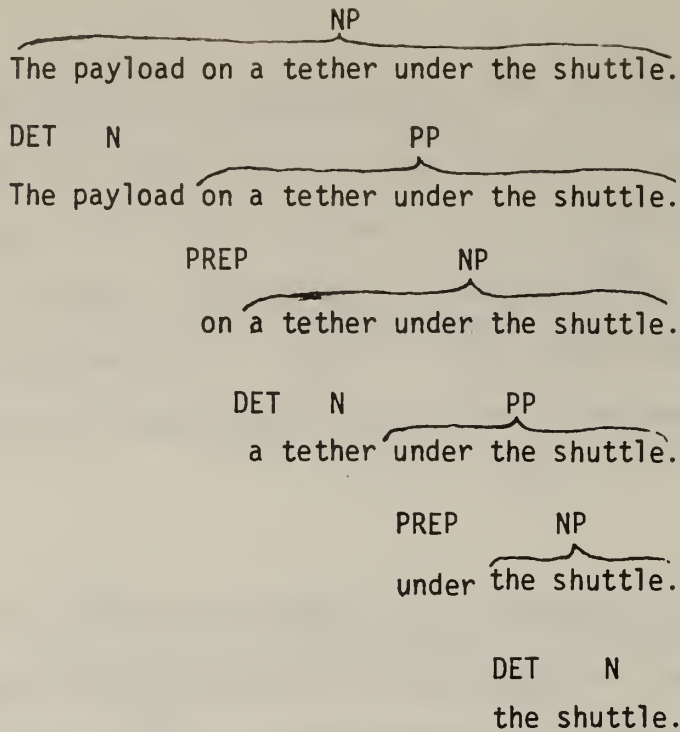 NP
The payload on a tether under the shuttle.
DET N PP
The payload on a tether under the shuttle.
PREP NP
on a tether under the shuttle.
DET N PP
a tether under the shuttle.
PREP NP
under the shuttle.
DET N
the shuttle.